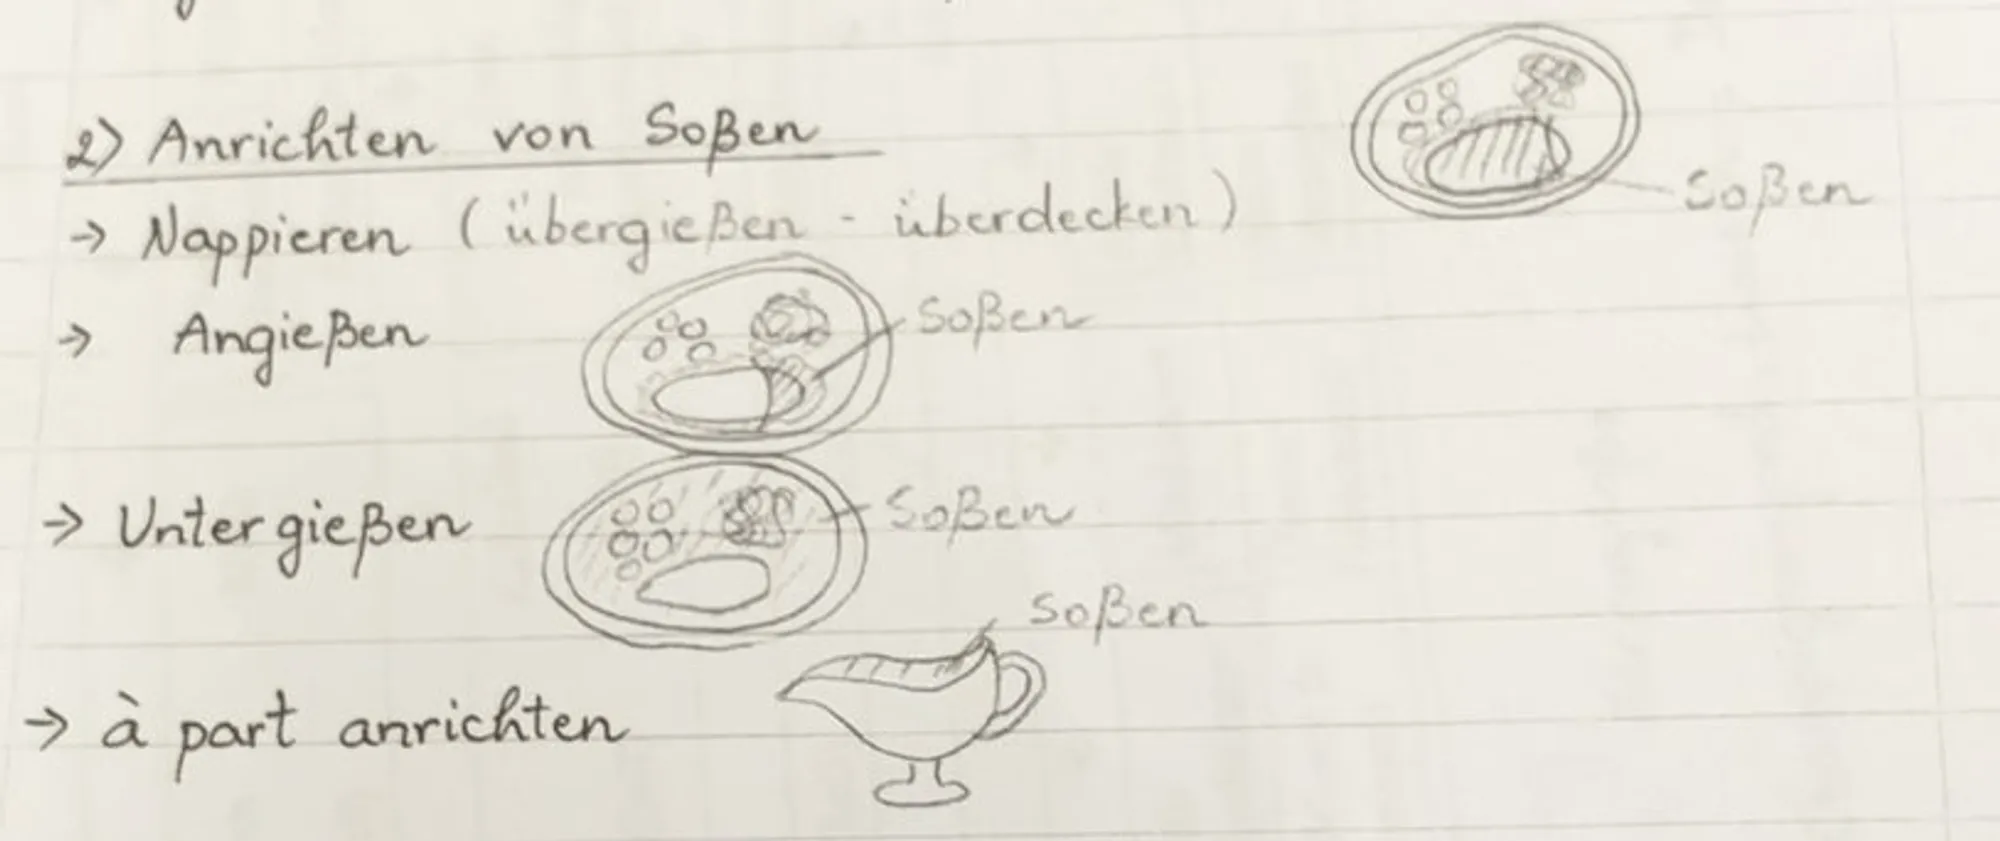 2) Anrichten von Soßen
→ Nappieren (übergießen - überdecken)
Soßen
→ Angießen
Soßen
→ Untergießen
Soßen
Soßen
→ à part anrichten